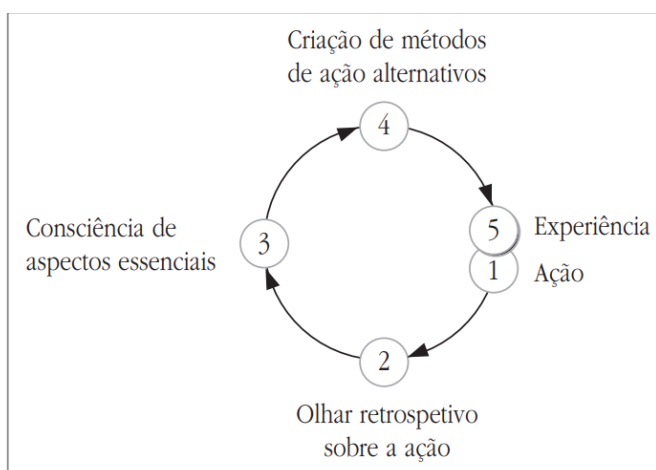 Criação de métodos
de ação alternativos
4
Consciência de
aspectos essenciais
3
5
Experiência
1
Ação
2
Olhar retrospetivo
sobre a ação